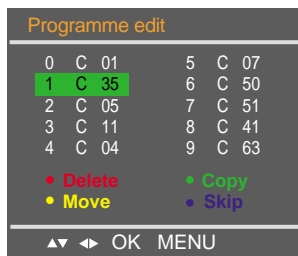 Programme edit
0 C 01 5 C 07
1 C 35 6 C 50
2 C 05 7 C 51
3 C 11 8 C 41
4 C 04 9 C 63
• Delete • Copy
• Move • Skip
▲▼ ◀▶ OK MENU